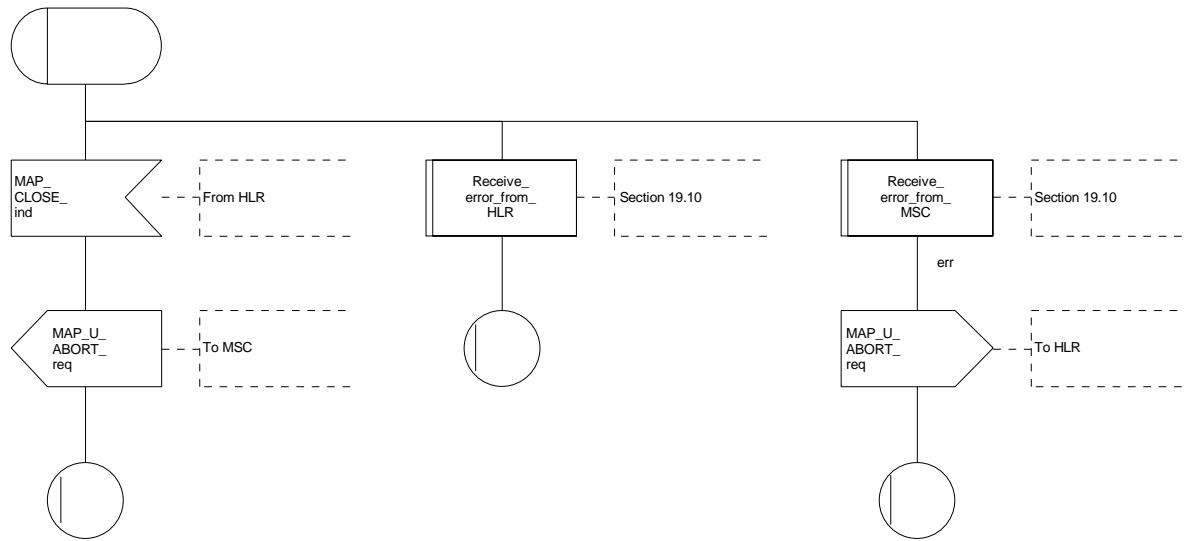 MAP_
CLOSE_
ind
From HLR
Receive_
error_from_
HLR
Section 19.10
Receive_
error_from_
MSC
Section 19.10
err
MAP_U_
ABORT_
req
To MSC
MAP_U_
ABORT_
req
To HLR